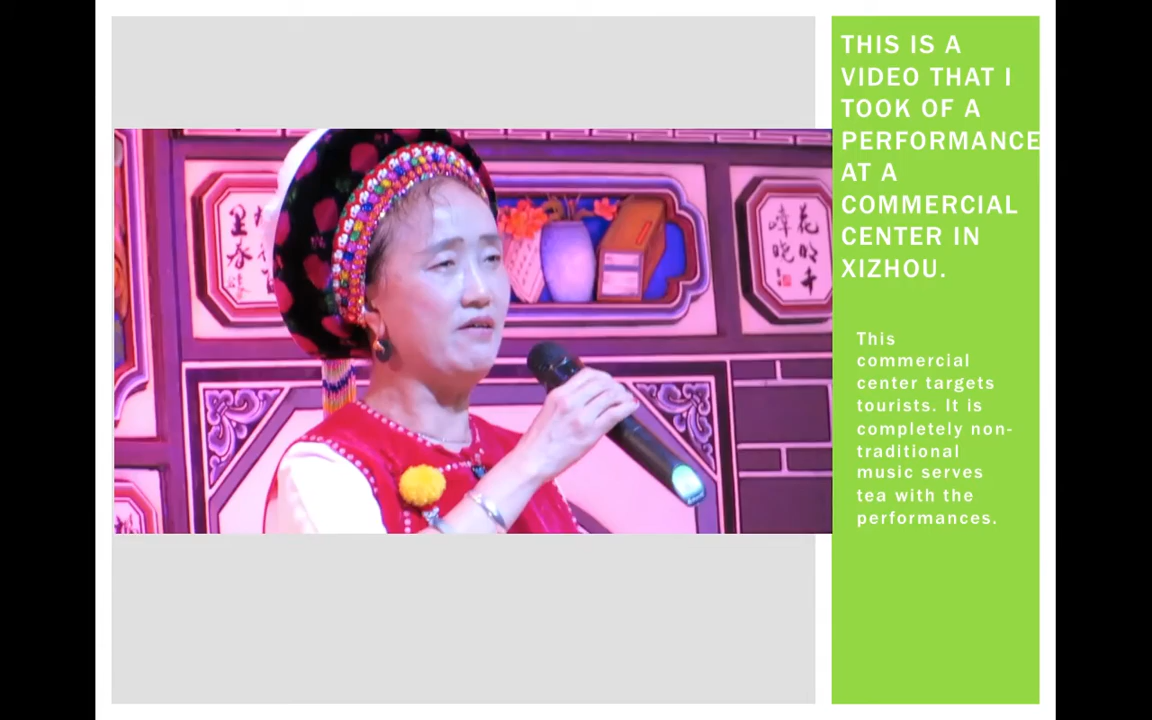 THIS IS A
VIDEO THAT I
TOOK OF A
PERFORMANCE
AT A
COMMERCIAL
CENTER IN
XIZHOU.
This
commercial
center targets
tourists. It is
completely non-
traditional
music serves
tea with the
performances.